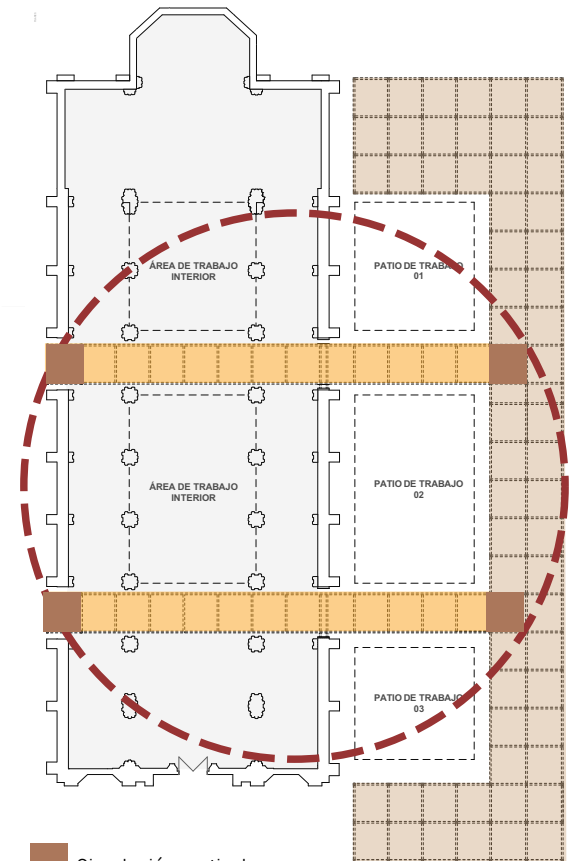 ÁREA DE TRABAJO
INTERIOR
PATIO DE TRABAJO
01
ÁREA DE TRABAJO
INTERIOR
PATIO DE TRABAJO
02
PATIO DE TRABAJO
03